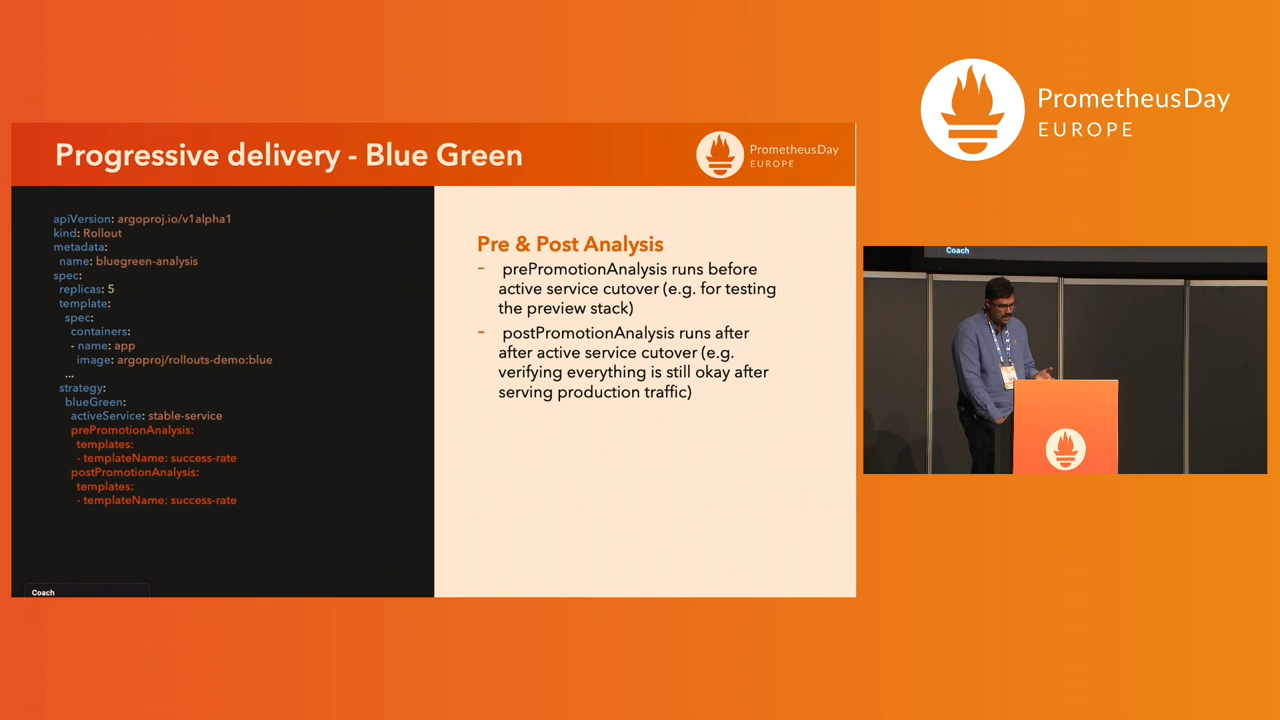 PrometheusDay
EUROPE
Progressive delivery - Blue Green
PrometheusDay
EUROPE
apiVersion: argoproj.io/v1alpha1
kind: Rollout
metadata:
name: bluegreen-analysis
spec:
replicas: 5
template:
spec:
containers:
- name: app
image: argoproj/rollouts-demo:blue
...
strategy:
blueGreen:
activeService: stable-service
prePromotionAnalysis:
templates:
- templateName: success-rate
postPromotionAnalysis:
templates:
- templateName: success-rate
Coach
Pre & Post Analysis
- prePromotionAnalysis runs before
active service cutover (e.g. for testing
the preview stack)
- postPromotionAnalysis runs after
after active service cutover (e.g.
verifying everything is still okay after
serving production traffic)
Coach